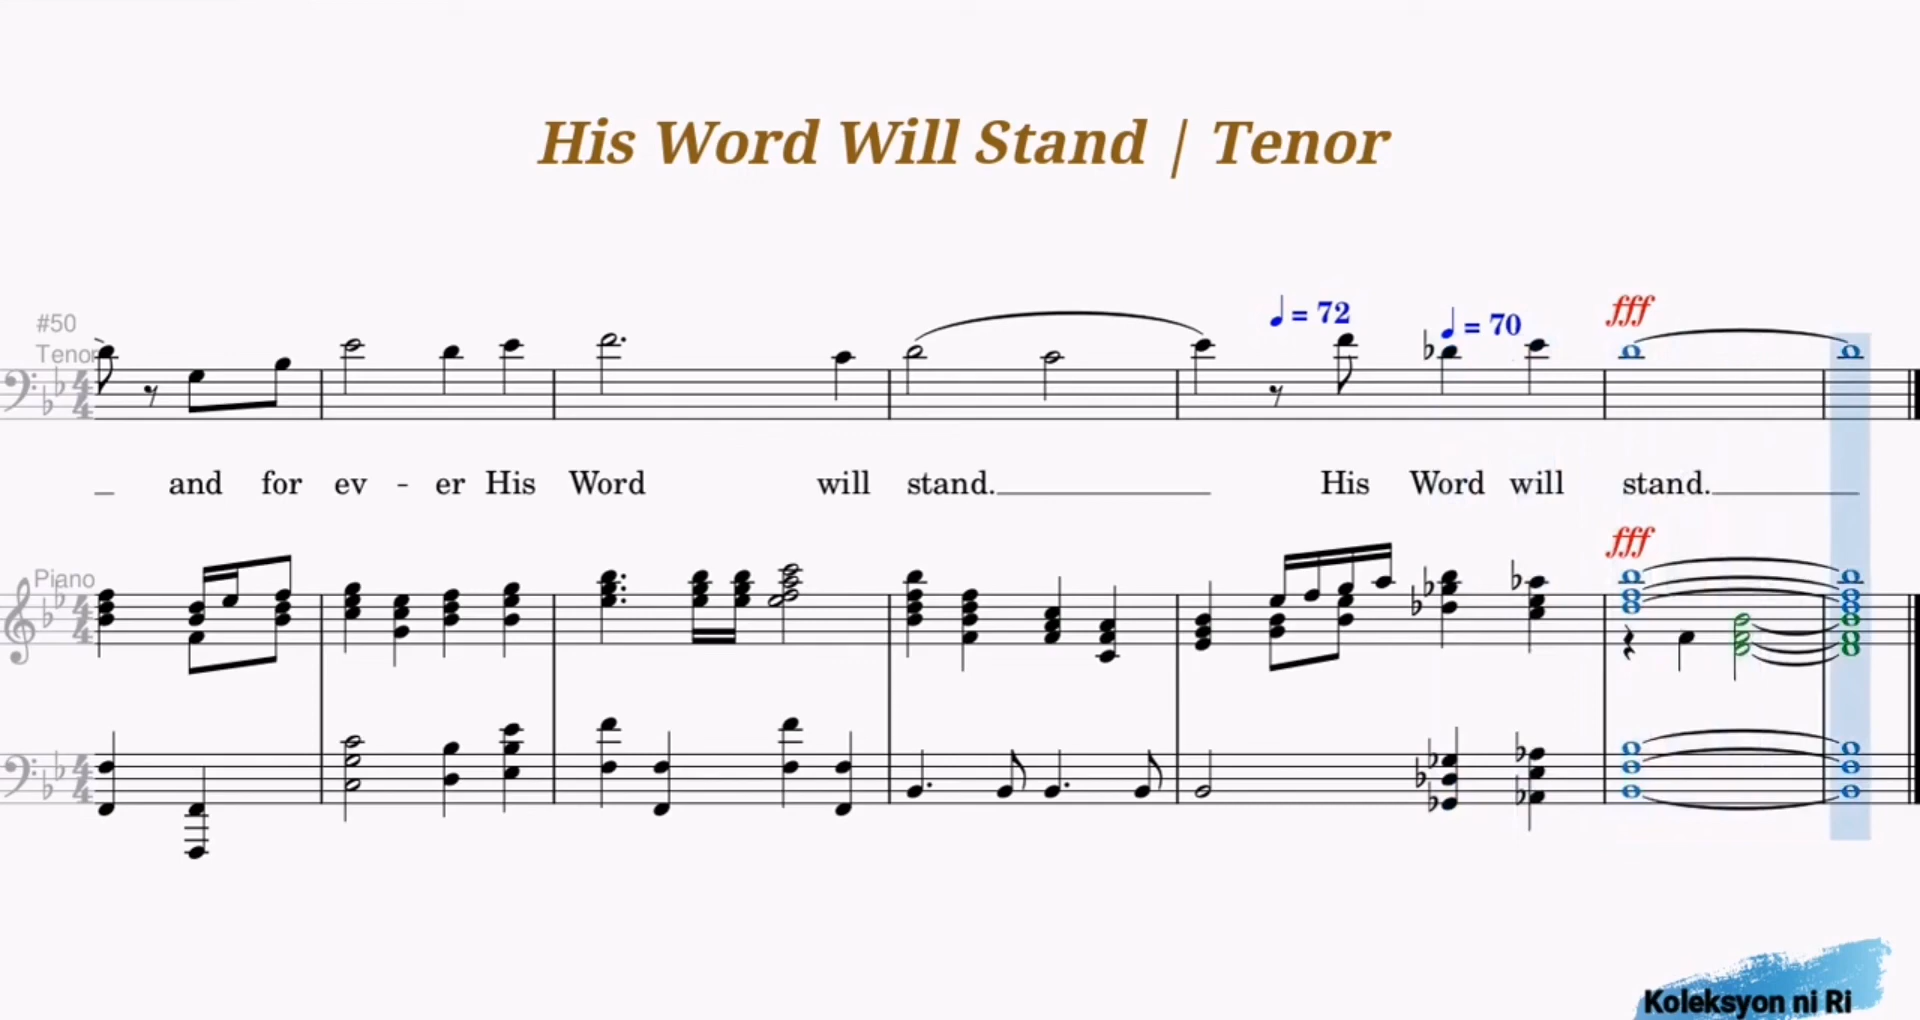 His Word Will Stand | Tenor
#50
Tenor
♩ = 72
♩ = 70
fff
and for ev - er His Word will stand. His Word will stand.
Piano
fff
Koleksyon ni Ri